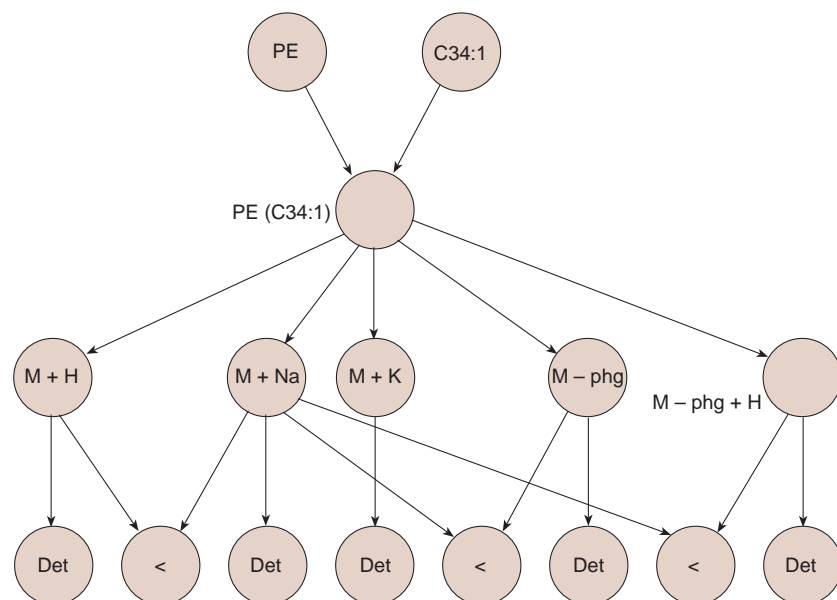 PE
C34:1
PE (C34:1)
M + H
M + Na
M + K
M – phg
M – phg + H
Det
<
Det
Det
<
Det
<
Det